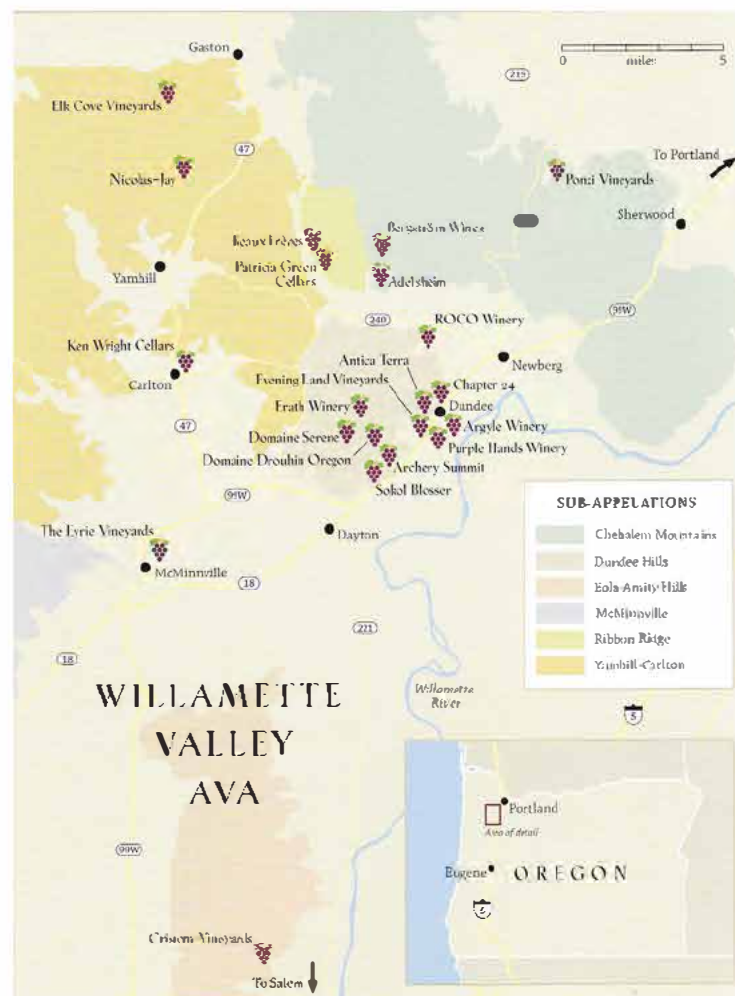 Gaston
0 miles 5
219
Elk Cove Vineyards
47
Nicolas-Jay
To Portland
Ponzi Vineyards
Sherwood
Beaux Frères
Bergström Wines
Patricia Green
Cellars
Adelsheim
Yamhill
240
99W
ROCO Winery
Ken Wright Cellars
Antica Terra
Newberg
Carlton
Evening Land Vineyards
Chapter 24
Erath Winery
Dundee
47
Argyle Winery
Domaine Serene
Purple Hands Winery
Domaine Drouhin Oregon
Archery Summit
Sokol Blosser
99W
The Eyrie Vineyards
Dayton
McMinnville
18
221
18
SUB-APPELATIONS
Chehalem Mountains
Dundee Hills
Eola-Amity Hills
McMinnville
Ribbon Ridge
Yamhill-Carlton
WILLAMETTE
VALLEY
AVA
Willamette
River
5
Portland
Area of detail
Eugene
OREGON
5
99W
Cristom Vineyards
To Salem